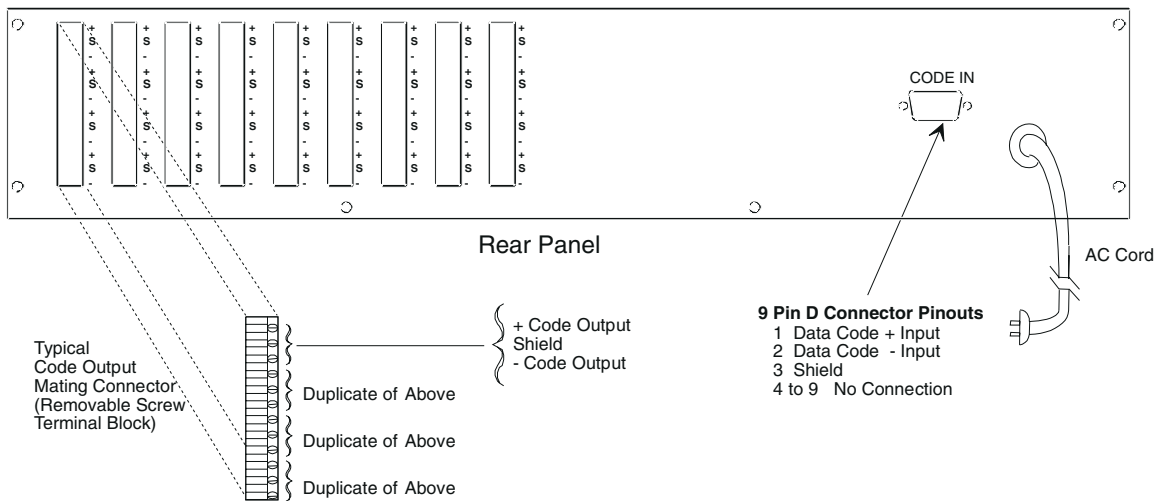 + + + + + + + + +
S S S S S S S S S
- - - - - - - - -
+ + + + + + + + +
S S S S S S S S S
- - - - - - - - -
+ + + + + + + + +
S S S S S S S S S
- - - - - - - - -
+ + + + + + + + +
S S S S S S S S S
- - - - - - - - -
CODE IN
Rear Panel
AC Cord
Typical
Code Output
Mating Connector
(Removable Screw
Terminal Block)
+ Code Output
Shield
- Code Output
Duplicate of Above
Duplicate of Above
Duplicate of Above
9 Pin D Connector Pinouts
1 Data Code + Input
2 Data Code - Input
3 Shield
4 to 9 No Connection